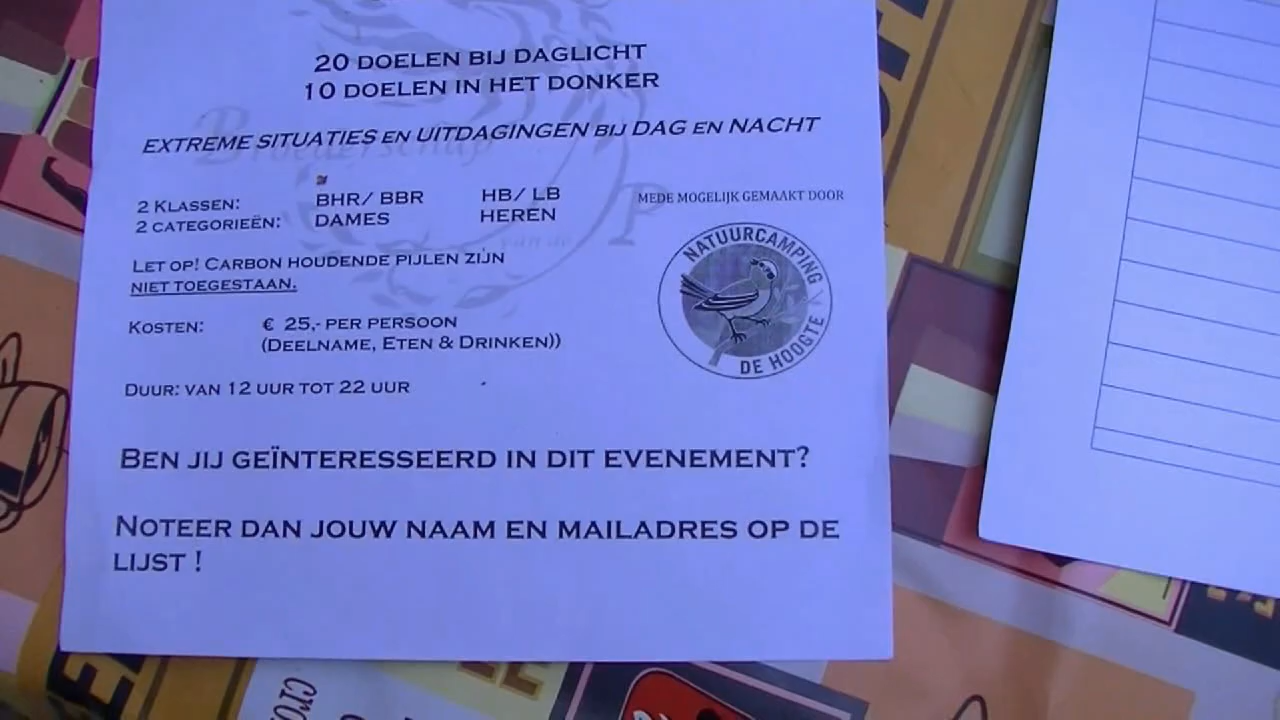 20 DOELEN BIJ DAGLICHT
10 DOELEN IN HET DONKER
EXTREME SITUATIES EN UITDAGINGEN BIJ DAG EN NACHT
2 KLASSEN: BHR/ BBR HB/ LB
2 CATEGORIEËN: DAMES HEREN
MEDE MOGELIJK GEMAAKT DOOR
NATUURCAMPING
DE HOOGTE
LET OP! CARBON HOUDENDE PIJLEN ZIJN
NIET TOEGESTAAN.
KOSTEN: € 25,- PER PERSOON
(DEELNAME, ETEN & DRINKEN))
DUUR: VAN 12 UUR TOT 22 UUR
BEN JIJ GEÏNTERESSEERD IN DIT EVENEMENT?
NOTEER DAN JOUW NAAM EN MAILADRES OP DE
LIJST !
Broederschap
van de
P